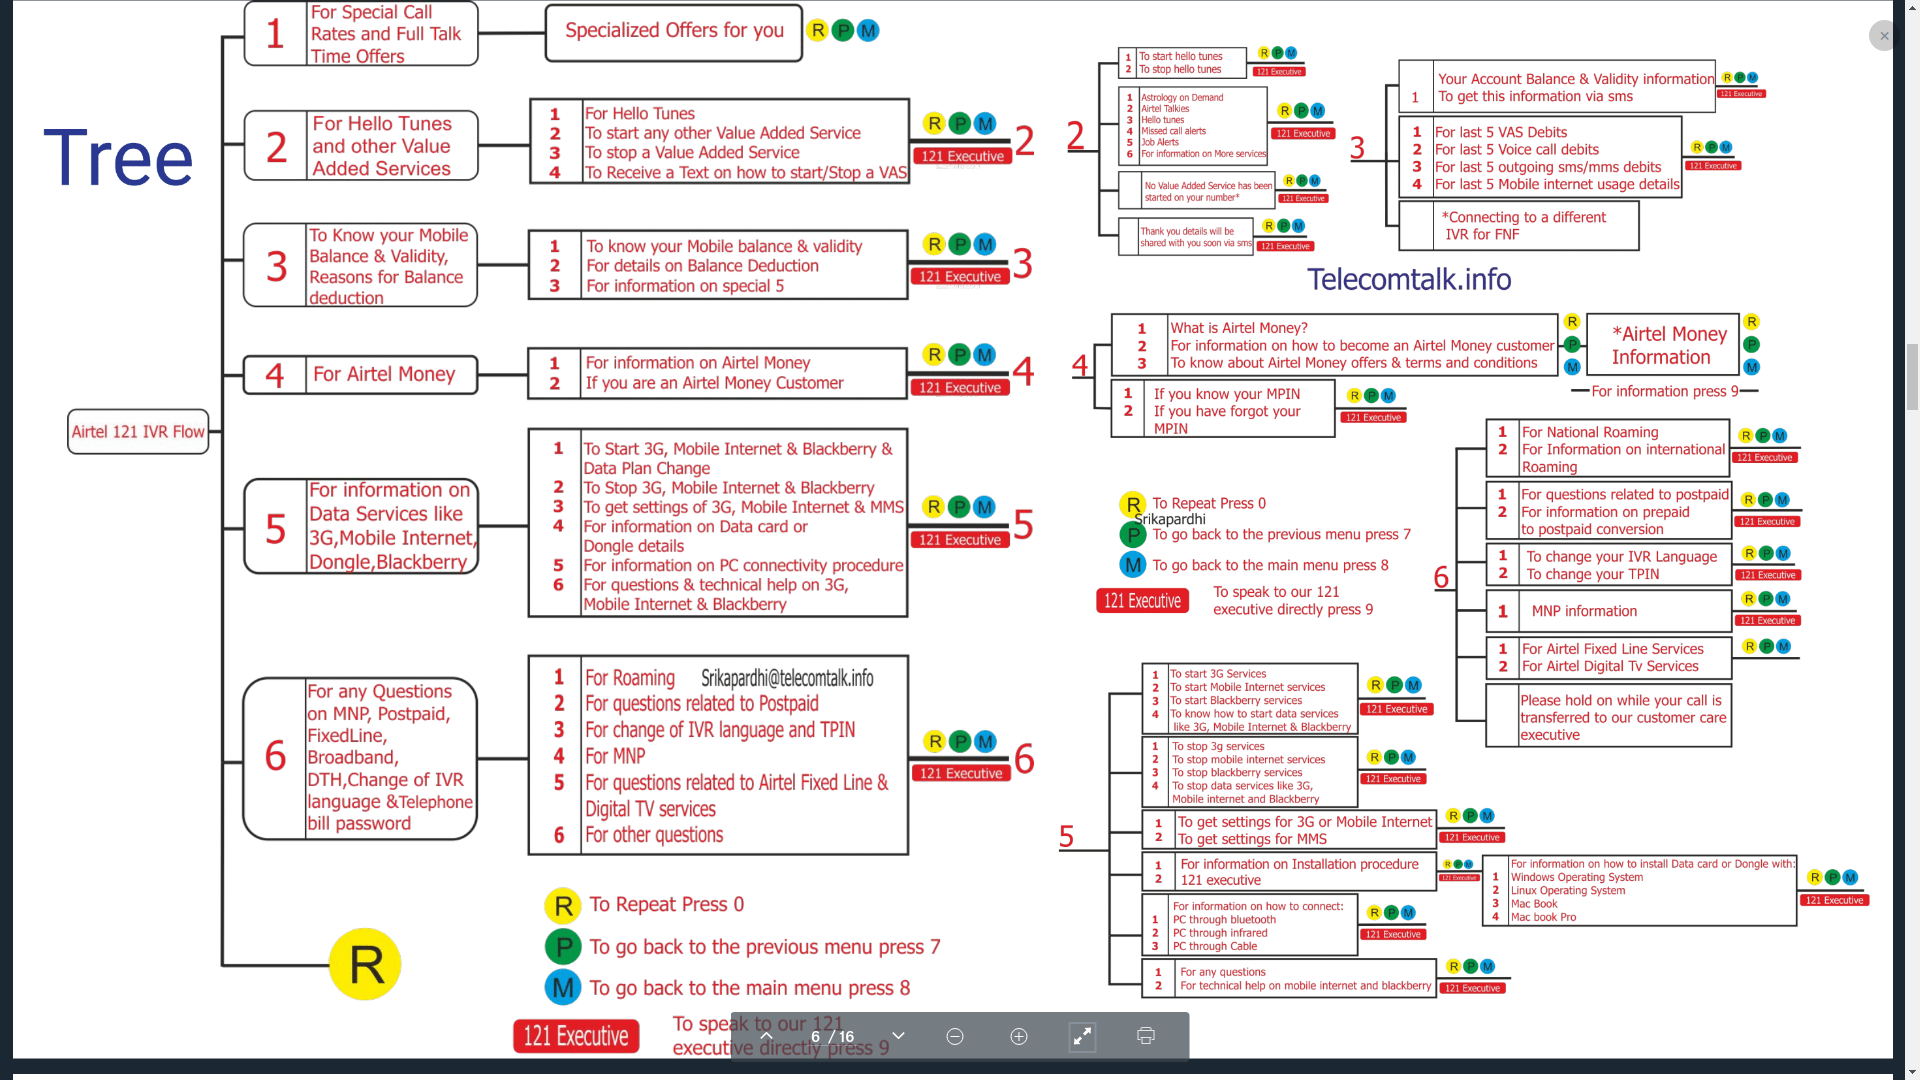 Tree
Airtel 121 IVR Flow
1
For Special Call
Rates and Full Talk
Time Offers
Specialized Offers for you
R P M
2
For Hello Tunes
and other Value
Added Services
1 For Hello Tunes
2 To start any other Value Added Service
3 To stop a Value Added Service
4 To Receive a Text on how to start/Stop a VAS
R P M
121 Executive
2
3
To Know your Mobile
Balance & Validity,
Reasons for Balance
deduction
1 To know your Mobile balance & validity
2 For details on Balance Deduction
3 For information on special 5
R P M
121 Executive
3
4
For Airtel Money
1 For information on Airtel Money
2 If you are an Airtel Money Customer
R P M
121 Executive
4
5
For information on
Data Services like
3G,Mobile Internet,
Dongle,Blackberry
1 To Start 3G, Mobile Internet & Blackberry &
Data Plan Change
2 To Stop 3G, Mobile Internet & Blackberry
3 To get settings of 3G, Mobile Internet & MMS
4 For information on Data card or
Dongle details
5 For information on PC connectivity procedure
6 For questions & technical help on 3G,
Mobile Internet & Blackberry
R P M
121 Executive
5
6
For any Questions
on MNP, Postpaid,
FixedLine,
Broadband,
DTH,Change of IVR
language &Telephone
bill password
1 For Roaming Srikapardhi@telecomtalk.info
2 For questions related to Postpaid
3 For change of IVR language and TPIN
4 For MNP
5 For questions related to Airtel Fixed Line &
Digital TV services
6 For other questions
R P M
121 Executive
6
R
R To Repeat Press 0
P To go back to the previous menu press 7
M To go back to the main menu press 8
121 Executive
To speak to our 121
executive directly press 9
2
1 To start hello tunes
2 To stop hello tunes
R P M
121 Executive
1 Astrology on Demand
2 Airtel Talkies
3 Hello tunes
4 Missed call alerts
5 Job Alerts
6 For information on More services
R P M
121 Executive
No Value Added Service has been
started on your number*
R P M
121 Executive
Thank you details will be
shared with you soon via sms
R P M
121 Executive
3
Your Account Balance & Validity information
1 To get this information via sms
R P M
121 Executive
1 For last 5 VAS Debits
2 For last 5 Voice call debits
3 For last 5 outgoing sms/mms debits
4 For last 5 Mobile internet usage details
R P M
121 Executive
*Connecting to a different
IVR for FNF
Telecomtalk.info
4
1 What is Airtel Money?
2 For information on how to become an Airtel Money customer
3 To know about Airtel Money offers & terms and conditions
R
P
M
*Airtel Money
Information
R
P
M
For information press 9
1 If you know your MPIN
2 If you have forgot your
MPIN
R P M
121 Executive
R To Repeat Press 0
Srikapardhi
P To go back to the previous menu press 7
M To go back to the main menu press 8
121 Executive
To speak to our 121
executive directly press 9
6
1 For National Roaming
2 For Information on international
Roaming
R P M
121 Executive
1 For questions related to postpaid
2 For information on prepaid
to postpaid conversion
R P M
121 Executive
1 To change your IVR Language
2 To change your TPIN
R P M
121 Executive
1 MNP information
R P M
121 Executive
1 For Airtel Fixed Line Services
2 For Airtel Digital Tv Services
R P M
Please hold on while your call is
transferred to our customer care
executive
5
1 To start 3G Services
2 To start Mobile Internet services
3 To start Blackberry services
4 To know how to start data services
like 3G, Mobile Internet & Blackberry
R P M
121 Executive
1 To stop 3g services
2 To stop mobile internet services
3 To stop blackberry services
4 To stop data services like 3G,
Mobile internet and Blackberry
R P M
121 Executive
1 To get settings for 3G or Mobile Internet
2 To get settings for MMS
R P M
121 Executive
1 For information on Installation procedure
2 121 executive
R P M
121 Executive
For information on how to install Data card or Dongle with:
1 Windows Operating System
2 Linux Operating System
3 Mac Book
4 Mac book Pro
R P M
121 Executive
For information on how to connect:
1 PC through bluetooth
2 PC through infrared
3 PC through Cable
R P M
121 Executive
1 For any questions
2 For technical help on mobile internet and blackberry
R P M
121 Executive
6 / 16